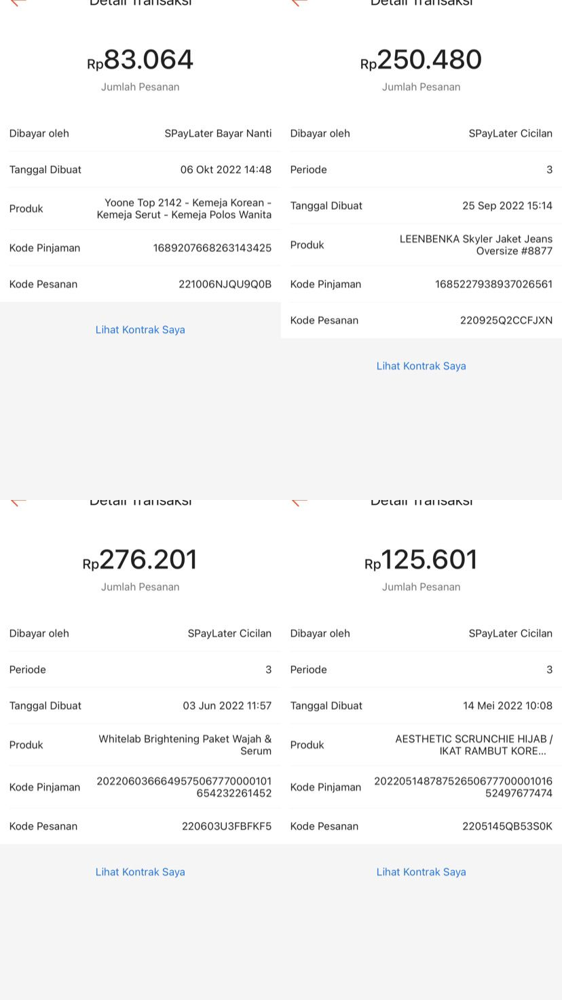 Detail Transaksi
Rp83.064
Jumlah Pesanan
Dibayar oleh SPayLater Bayar Nanti
Tanggal Dibuat 06 Okt 2022 14:48
Produk Yoone Top 2142 - Kemeja Korean -
Kemeja Serut - Kemeja Polos Wanita
Kode Pinjaman 1689207668263143425
Kode Pesanan 221006NJQU9Q0B
Lihat Kontrak Saya
Detail Transaksi
Rp250.480
Jumlah Pesanan
Dibayar oleh SPayLater Cicilan
Periode 3
Tanggal Dibuat 25 Sep 2022 15:14
Produk LEENBENKA Skyler Jaket Jeans
Oversize #8877
Kode Pinjaman 1685227938937026561
Kode Pesanan 220925Q2CCFJXN
Lihat Kontrak Saya
Detail Transaksi
Rp276.201
Jumlah Pesanan
Dibayar oleh SPayLater Cicilan
Periode 3
Tanggal Dibuat 03 Jun 2022 11:57
Produk Whitelab Brightening Paket Wajah &
Serum
Kode Pinjaman 2022060366649575067770000101
654232261452
Kode Pesanan 220603U3FBFKF5
Lihat Kontrak Saya
Detail Transaksi
Rp125.601
Jumlah Pesanan
Dibayar oleh SPayLater Cicilan
Periode 3
Tanggal Dibuat 14 Mei 2022 10:08
Produk AESTHETIC SCRUNCHIE HIJAB /
IKAT RAMBUT KORE...
Kode Pinjaman 20220514878752650677700001016
52497677474
Kode Pesanan 2205145QB53S0K
Lihat Kontrak Saya